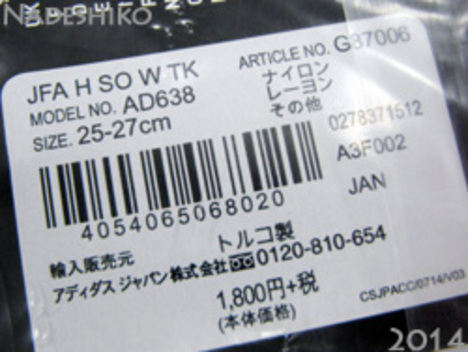 NADESHIKO
JFA H SO W TK
MODEL NO. AD638
SIZE. 25-27cm
ARTICLE NO. G37006
ナイロン
レーヨン
その他
0278371512
A3F002
JAN
4054065068020
トルコ製
輸入販売元
アディダス ジャパン株式会社 0120-810-654
1,800円+税
(本体価格)
CSJPACC/0714/V03
2014